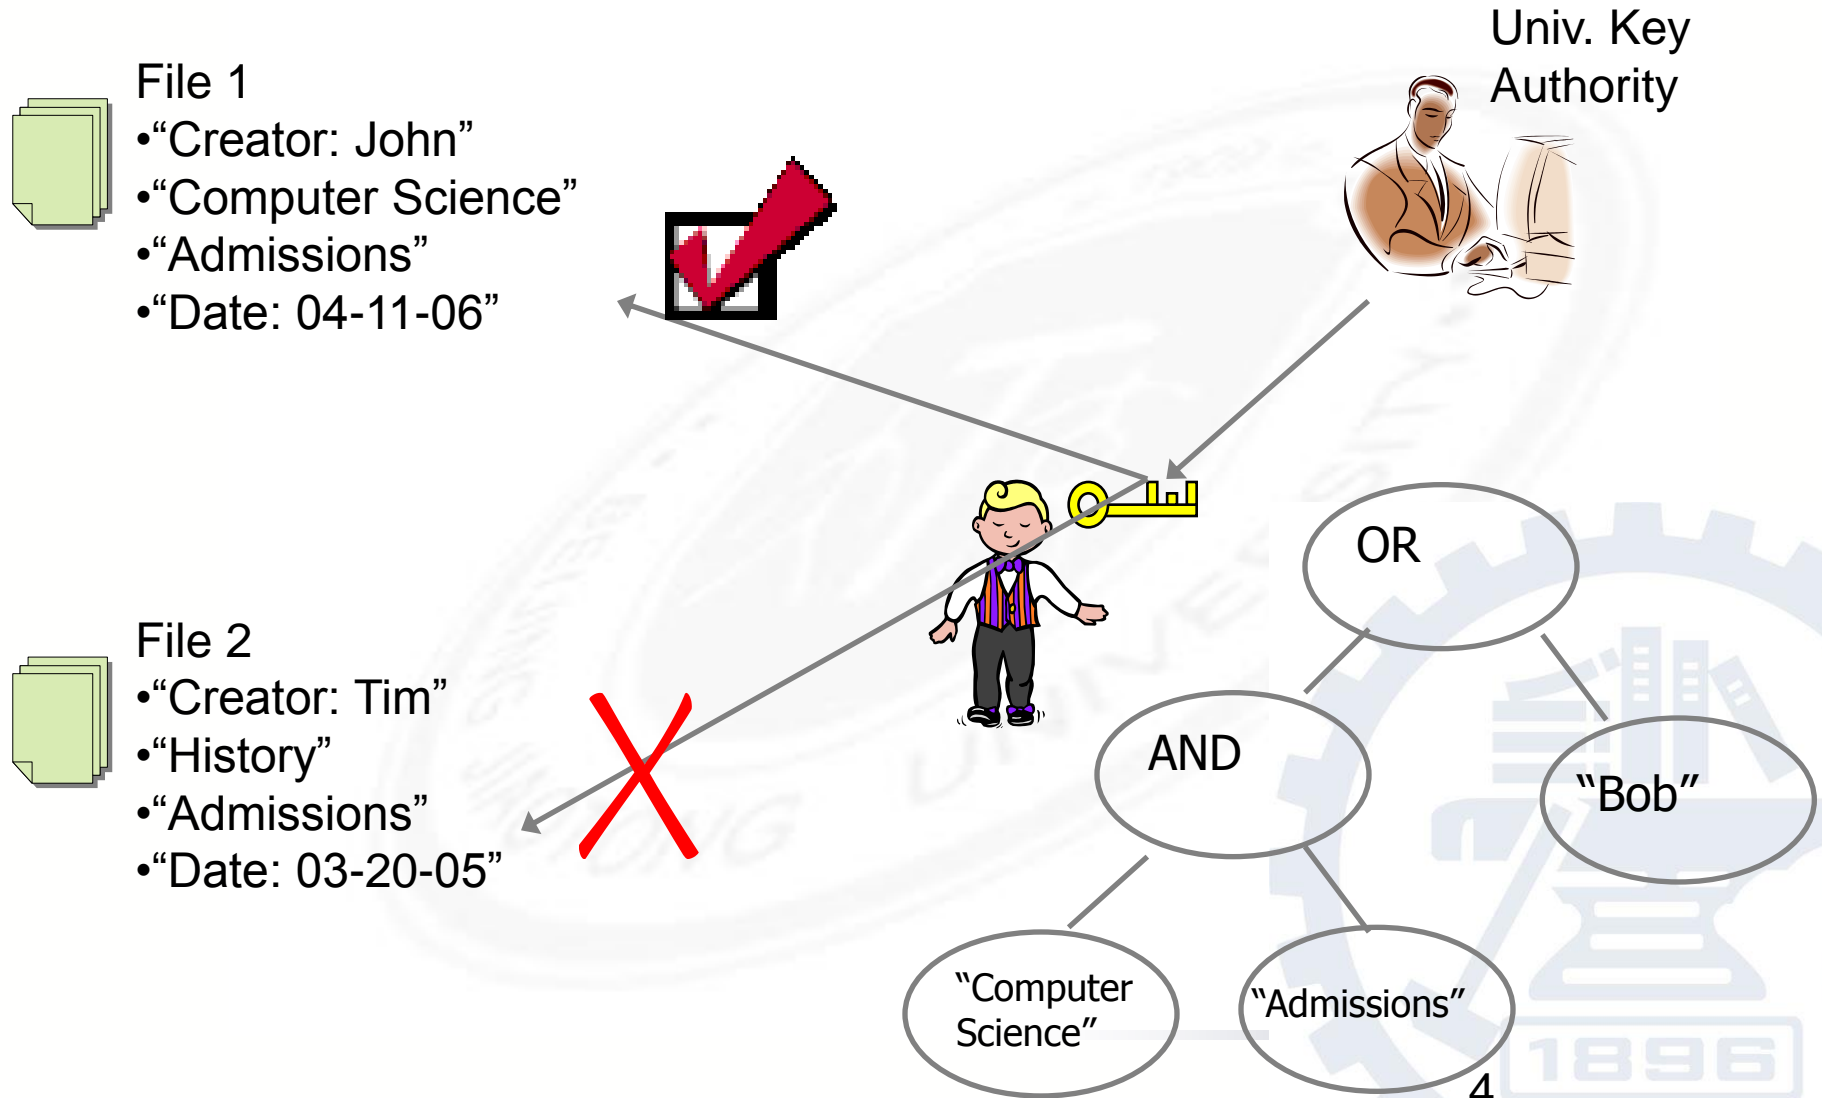 File 1
•“Creator: John”
•“Computer Science”
•“Admissions”
•“Date: 04-11-06”
Univ. Key
Authority
File 2
•“Creator: Tim”
•“History”
•“Admissions”
•“Date: 03-20-05”
OR
AND
“Bob”
“Computer
Science”
“Admissions”
4
1896
UNIVERSITY